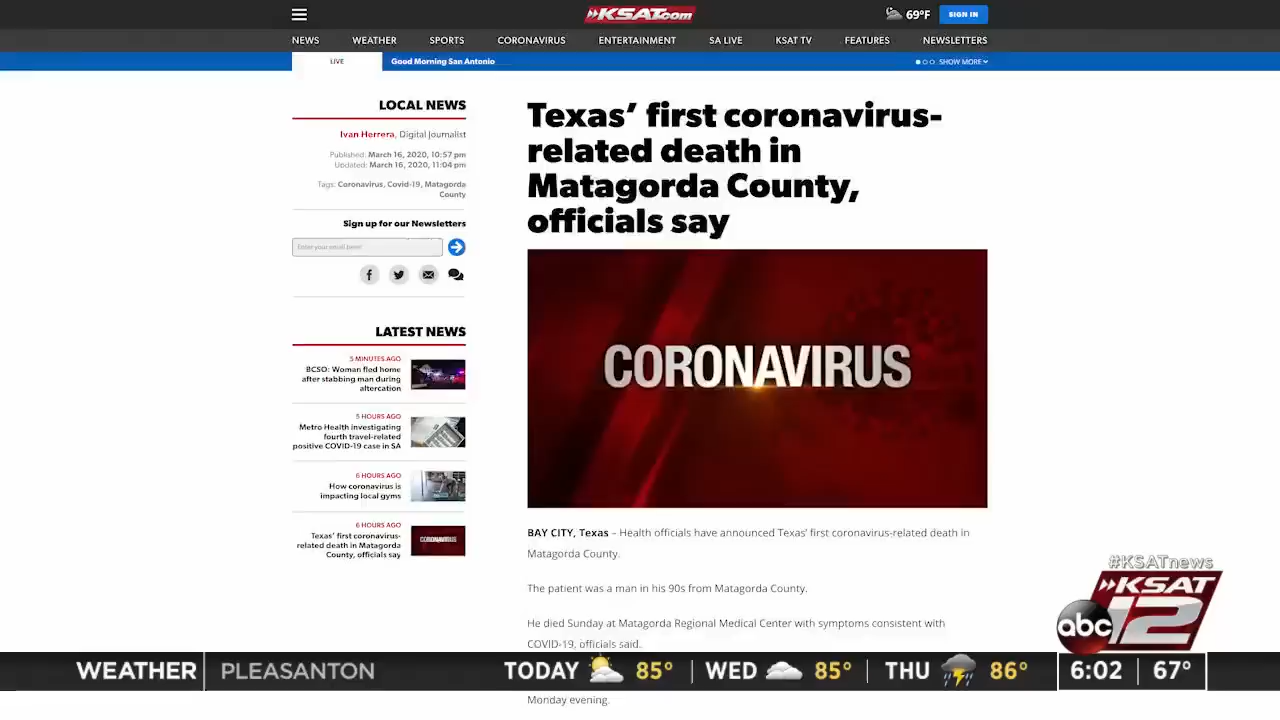 KSAT.com
69°F
SIGN IN
NEWS
WEATHER
SPORTS
CORONAVIRUS
ENTERTAINMENT
SA LIVE
KSAT TV
FEATURES
NEWSLETTERS
LIVE
Good Morning San Antonio
SHOW MORE
LOCAL NEWS
Ivan Herrera, Digital Journalist
Published: March 16, 2020, 10:57 pm
Updated: March 16, 2020, 11:04 pm
Tags: Coronavirus, Covid-19, Matagorda
County
Sign up for our Newsletters
Enter your email here!
LATEST NEWS
5 MINUTES AGO
BCSO: Woman fled home
after stabbing man during
altercation
5 HOURS AGO
Metro Health investigating
fourth travel-related
positive COVID-19 case in SA
6 HOURS AGO
How coronavirus is
impacting local gyms
6 HOURS AGO
Texas’ first coronavirus-
related death in Matagorda
County, officials say
CORONAVIRUS
Texas’ first coronavirus-
related death in
Matagorda County,
officials say
CORONAVIRUS
BAY CITY, Texas – Health officials have announced Texas’ first coronavirus-related death in
Matagorda County.
The patient was a man in his 90s from Matagorda County.
He died Sunday at Matagorda Regional Medical Center with symptoms consistent with
COVID-19, officials said.
#KSATnews
KSAT
abc 12
WEATHER
PLEASANTON
TODAY 85°
WED 85°
THU 86°
6:02
67°
Monday evening.